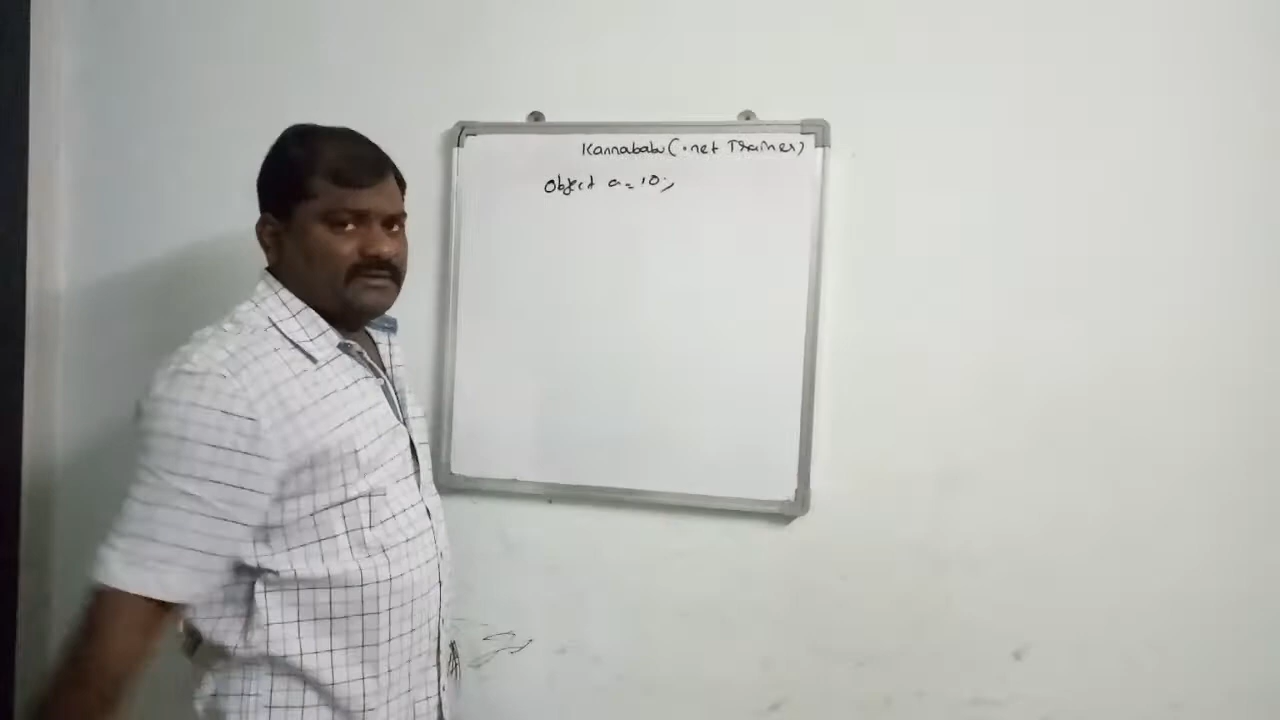 Kannababu (.net Trainer)
Object a = 10;